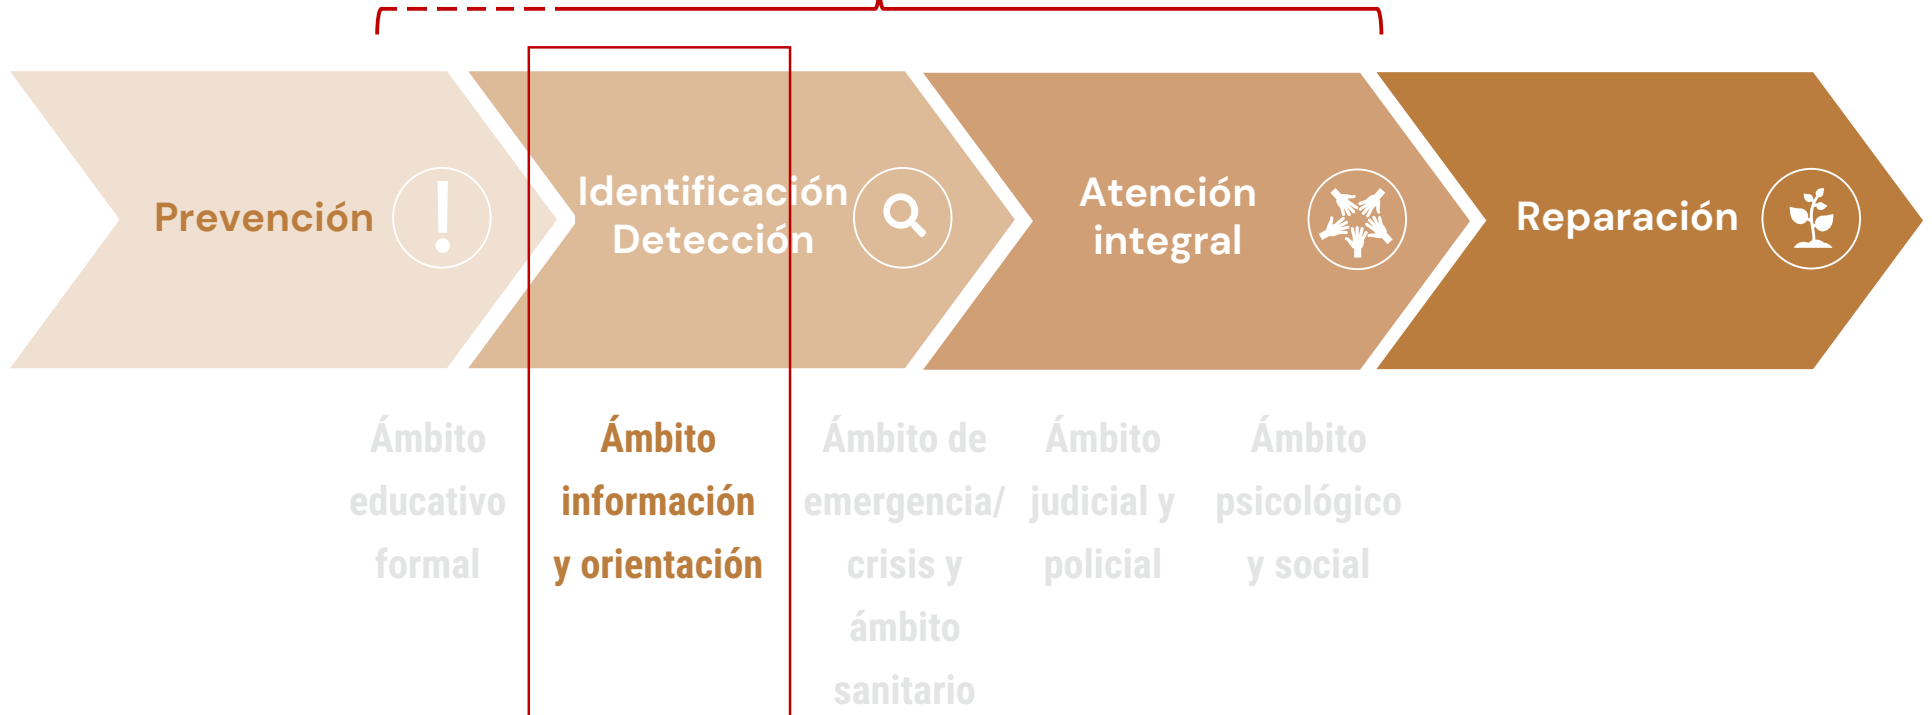 Prevención
Identificación
Detección
Atención
integral
Reparación
Ámbito
educativo
formal
Ámbito
información
y orientación
Ámbito de
emergencia/
crisis y
ámbito
sanitario
Ámbito
judicial y
policial
Ámbito
psicológico
y social